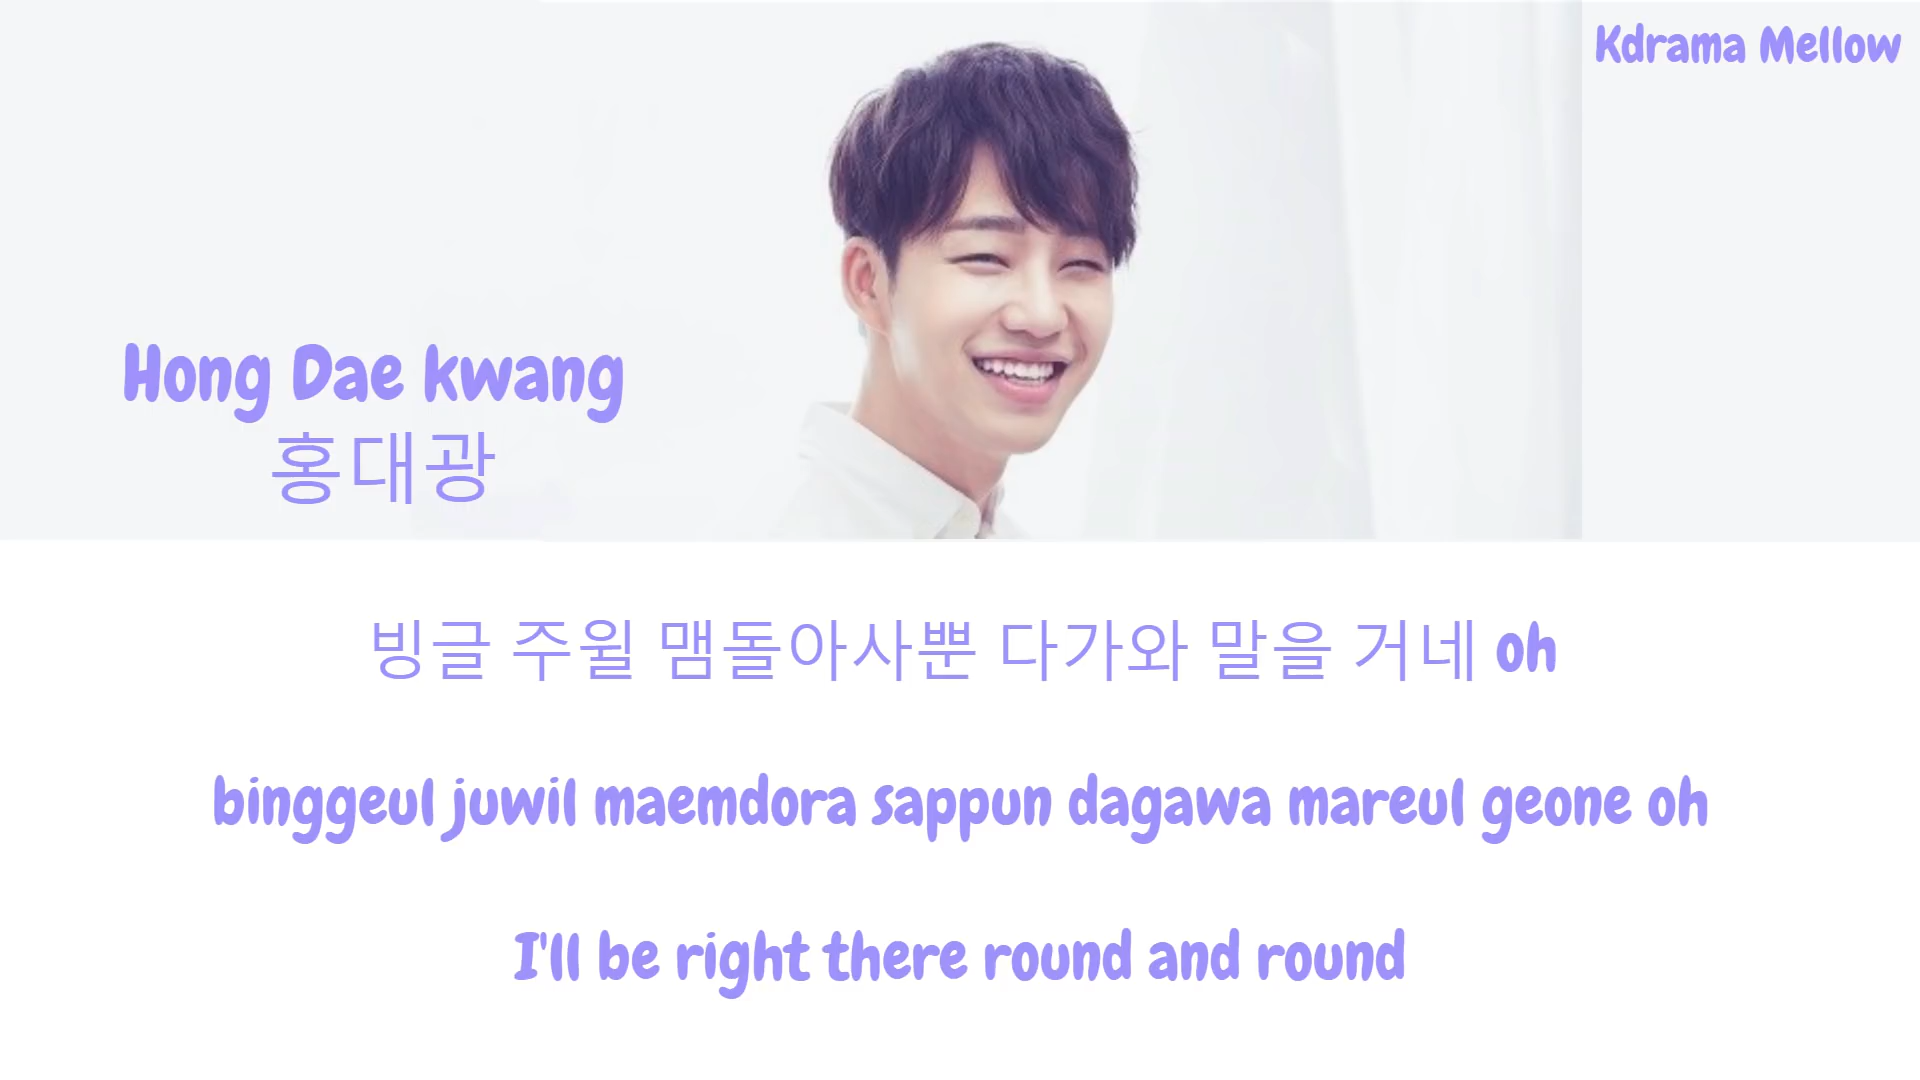 Kdrama Mellow
Hong Dae kwang
홍대광
빙글 주윌 맴돌아사뿐 다가와 말을 거네 oh
binggeul juwil maemdora sappun dagawa mareul geone oh
I'll be right there round and round